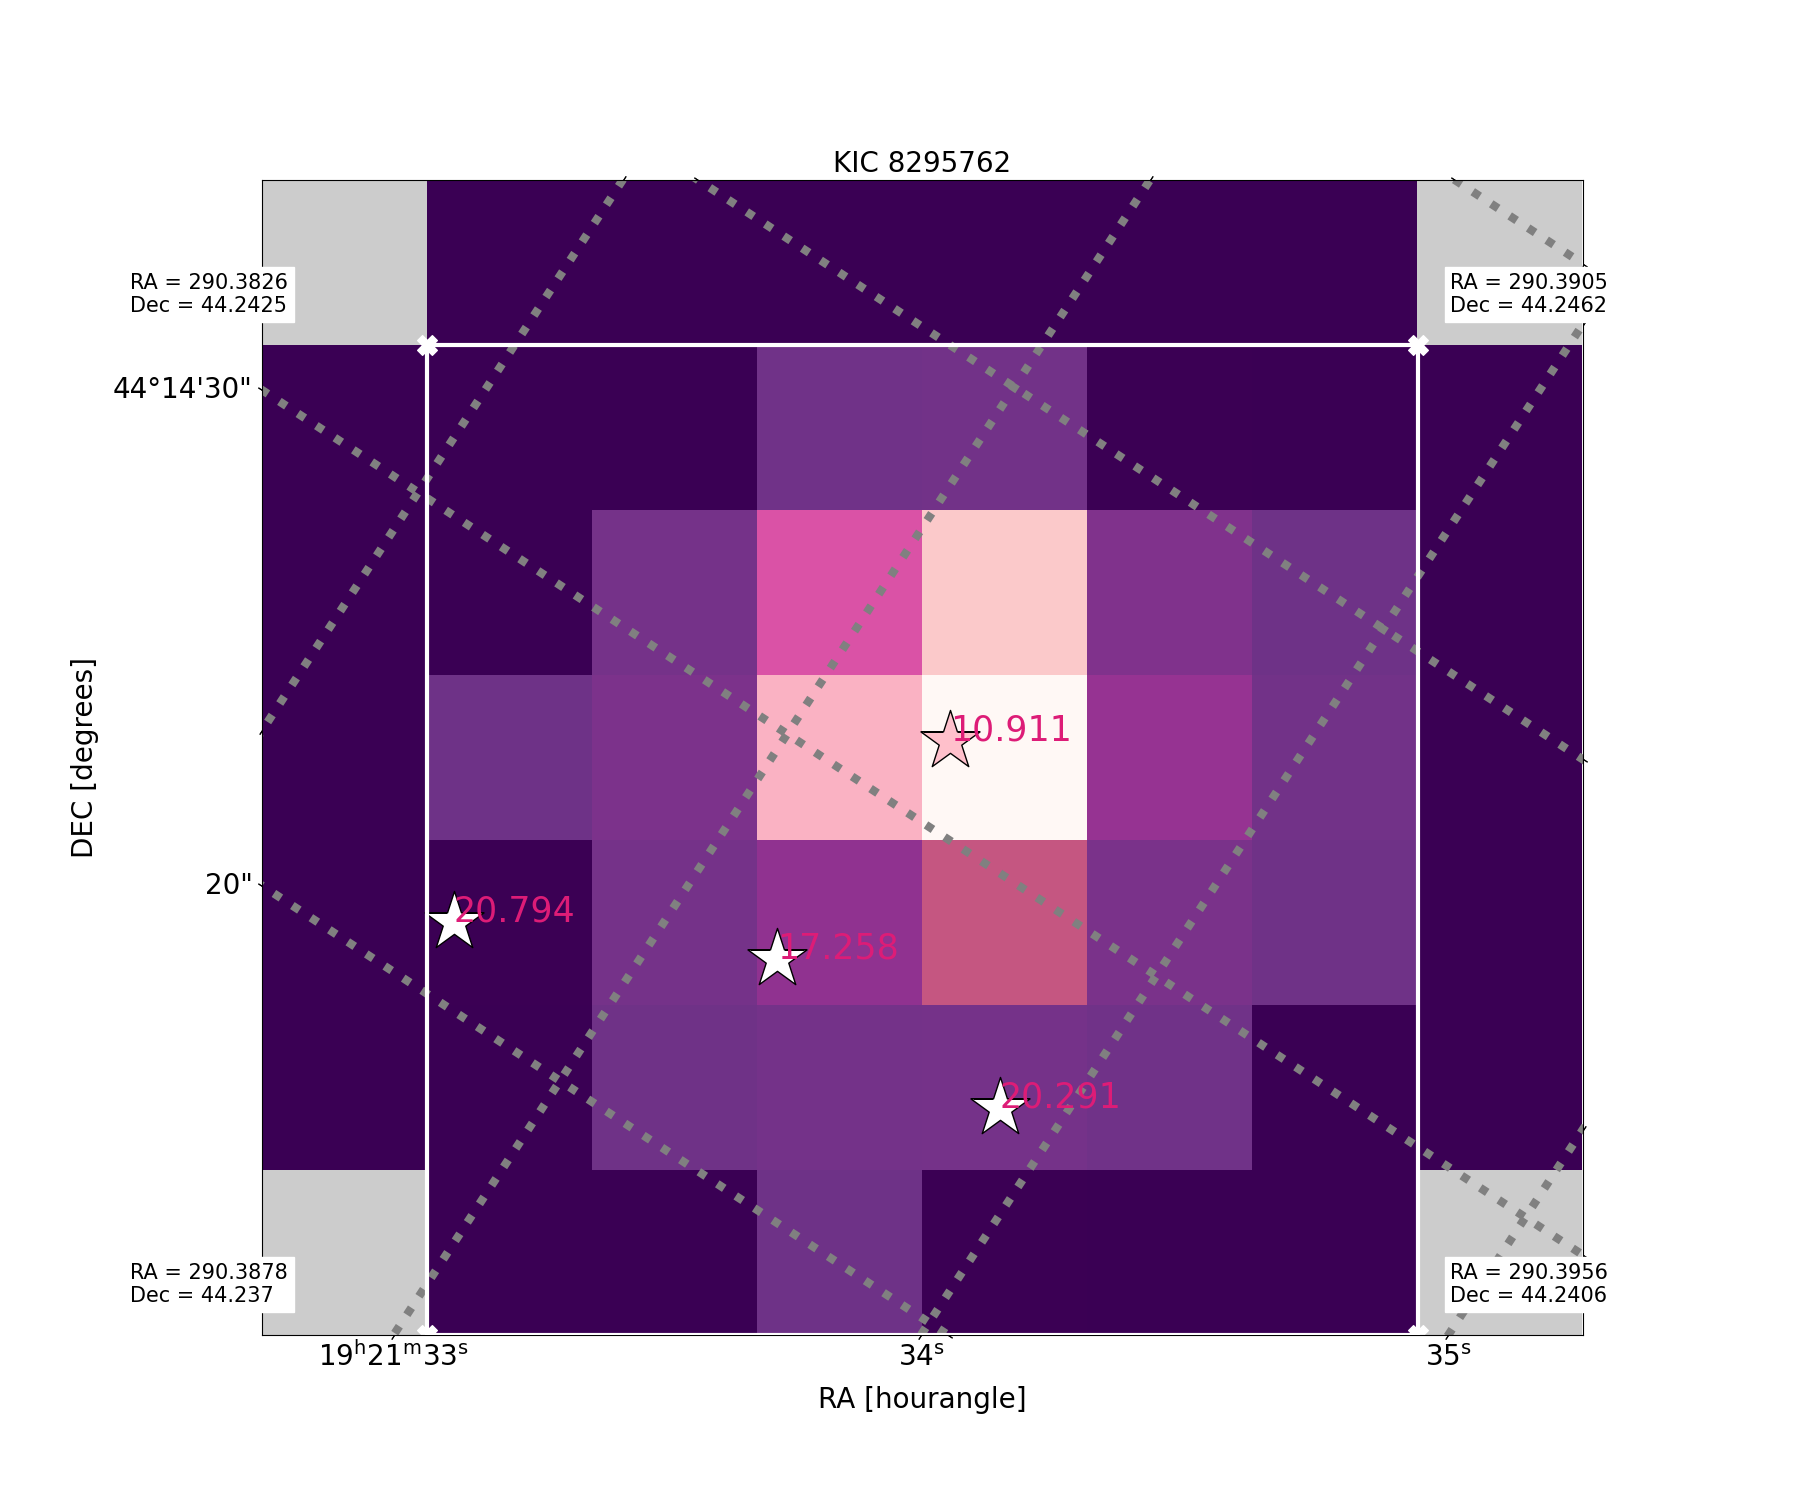 KIC 8295762
RA = 290.3826
Dec = 44.2425
RA = 290.3905
Dec = 44.2462
44°14'30"
10.911
DEC [degrees]
20"
20.794
17.258
20.291
RA = 290.3878
Dec = 44.237
RA = 290.3956
Dec = 44.2406
19h21m33s
34s
35s
RA [hourangle]